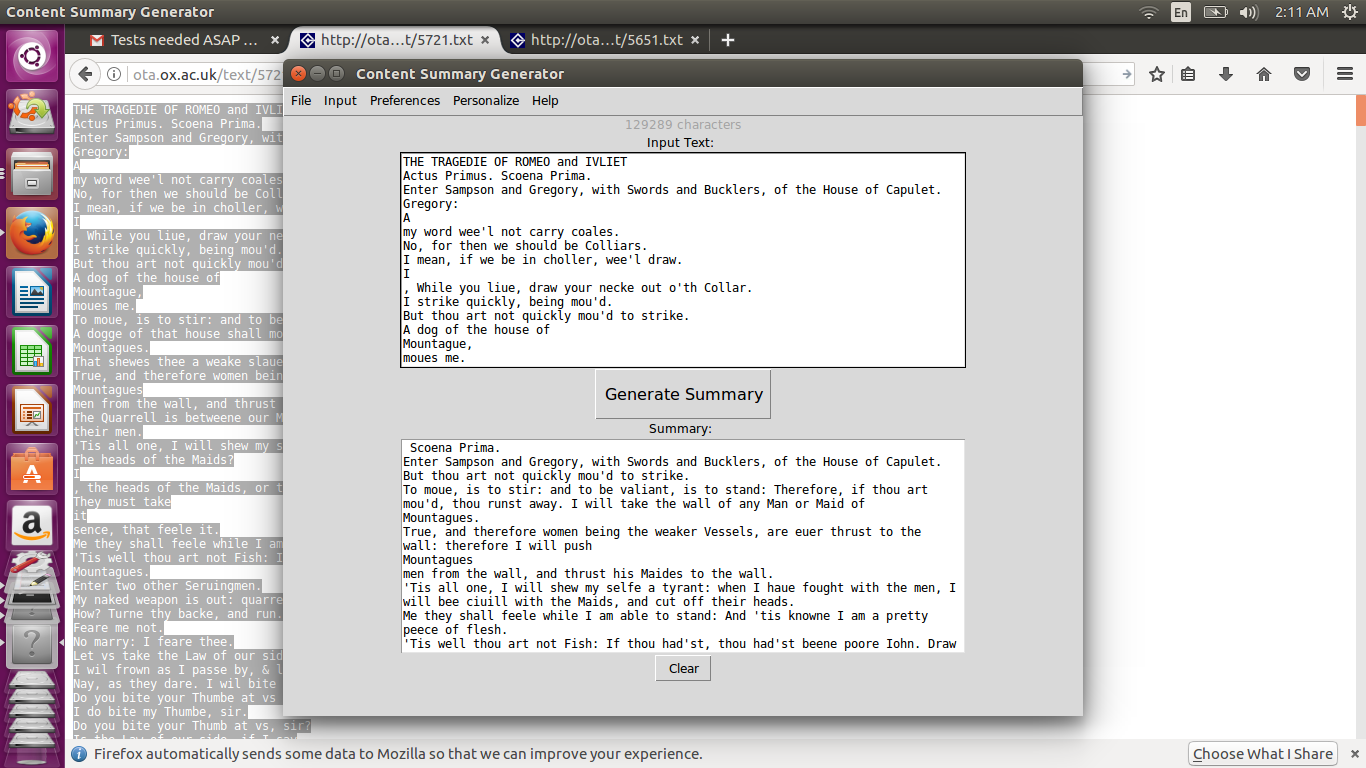 Content Summary Generator
En
2:11 AM
Tests needed ASAP ...
http://ota...t/5721.txt
http://ota...t/5651.txt
ota.ox.ac.uk/text/572
THE TRAGEDIE OF ROMEO and IVLI
Actus Primus. Scoena Prima.
Enter Sampson and Gregory, wit
Gregory:
A
my word wee'l not carry coales
No, for then we should be Coll
I mean, if we be in choller, w
I
, While you liue, draw your ne
I strike quickly, being mou'd.
But thou art not quickly mou'd
A dog of the house of
Mountague,
moues me.
To moue, is to stir: and to be
A dogge of that house shall mo
Mountagues.
That shewes thee a weake slaue
True, and therefore women bein
Mountagues
men from the wall, and thrust
The Quarrell is betweene our M
their men.
'Tis all one, I will shew my s
The heads of the Maids?
I
, the heads of the Maids, or t
They must take
it
sence, that feele it.
Me they shall feele while I am
'Tis well thou art not Fish: I
Mountagues.
Enter two other Seruingmen.
My naked weapon is out: quarre
How? Turne thy backe, and run.
Feare me not.
No marry: I feare thee.
Let vs take the Law of our sid
I wil frown as I passe by, & l
Nay, as they dare. I wil bite
Do you bite your Thumbe at vs
I do bite my Thumbe, sir.
Do you bite your Thumb at vs, sir?
Is the Law of our side, if I say
Content Summary Generator
File Input Preferences Personalize Help
129289 characters
Input Text:
THE TRAGEDIE OF ROMEO and IVLIET
Actus Primus. Scoena Prima.
Enter Sampson and Gregory, with Swords and Bucklers, of the House of Capulet.
Gregory:
A
my word wee'l not carry coales.
No, for then we should be Colliars.
I mean, if we be in choller, wee'l draw.
I
, While you liue, draw your necke out o'th Collar.
I strike quickly, being mou'd.
But thou art not quickly mou'd to strike.
A dog of the house of
Mountague,
moues me.
Generate Summary
Summary:
Scoena Prima.
Enter Sampson and Gregory, with Swords and Bucklers, of the House of Capulet.
But thou art not quickly mou'd to strike.
To moue, is to stir: and to be valiant, is to stand: Therefore, if thou art
mou'd, thou runst away. I will take the wall of any Man or Maid of
Mountagues.
True, and therefore women being the weaker Vessels, are euer thrust to the
wall: therefore I will push
Mountagues
men from the wall, and thrust his Maides to the wall.
'Tis all one, I will shew my selfe a tyrant: when I haue fought with the men, I
will bee ciuill with the Maids, and cut off their heads.
Me they shall feele while I am able to stand: And 'tis knowne I am a pretty
peece of flesh.
'Tis well thou art not Fish: If thou had'st, thou had'st beene poore Iohn. Draw
Clear
Firefox automatically sends some data to Mozilla so that we can improve your experience.
Choose What I Share